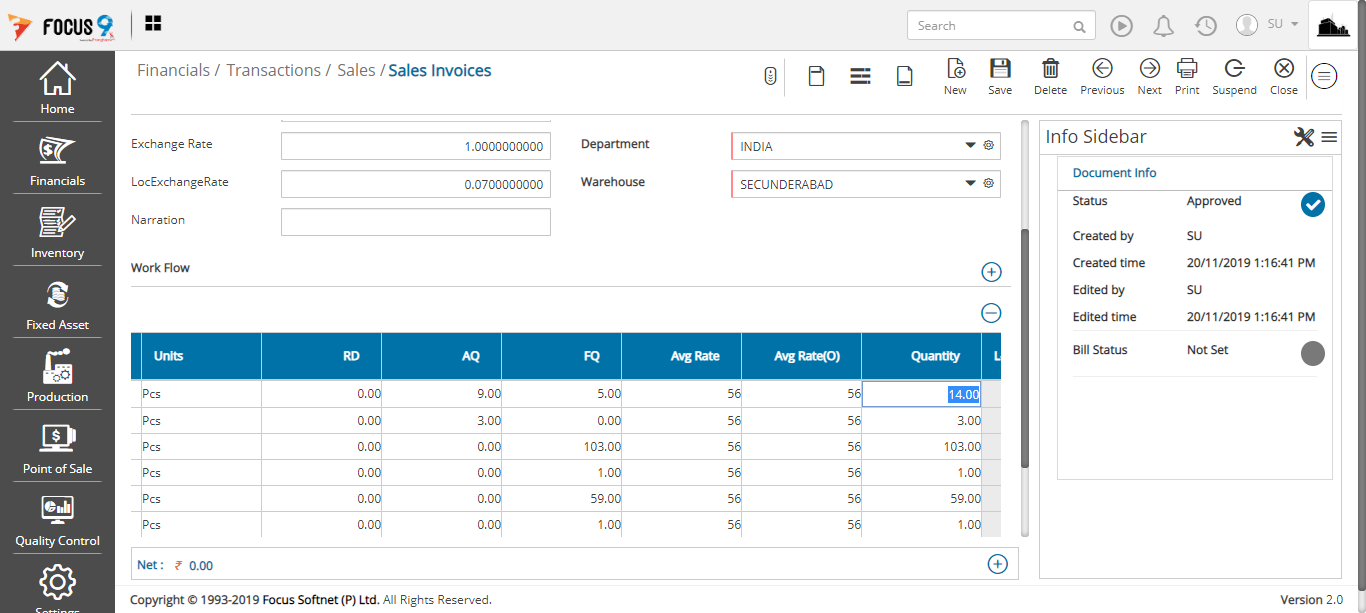 FOCUS 9
Search
SU
Home
Financials
Inventory
Fixed Asset
Production
Point of Sale
Quality Control
Settings
Financials / Transactions / Sales / Sales Invoices
New Save Delete Previous Next Print Suspend Close
Exchange Rate 1.0000000000 Department INDIA
LocExchangeRate 0.0700000000 Warehouse SECUNDERABAD
Narration
Work Flow
Units RD AQ FQ Avg Rate Avg Rate(O) Quantity L
Pcs 0.00 9.00 5.00 56 56 14.00
Pcs 0.00 3.00 0.00 56 56 3.00
Pcs 0.00 0.00 103.00 56 56 103.00
Pcs 0.00 0.00 1.00 56 56 1.00
Pcs 0.00 0.00 59.00 56 56 59.00
Pcs 0.00 0.00 1.00 56 56 1.00
Net : ₹ 0.00
Info Sidebar
Document Info
Status Approved
Created by SU
Created time 20/11/2019 1:16:41 PM
Edited by SU
Edited time 20/11/2019 1:16:41 PM
Bill Status Not Set
Copyright © 1993-2019 Focus Softnet (P) Ltd. All Rights Reserved.
Version 2.0